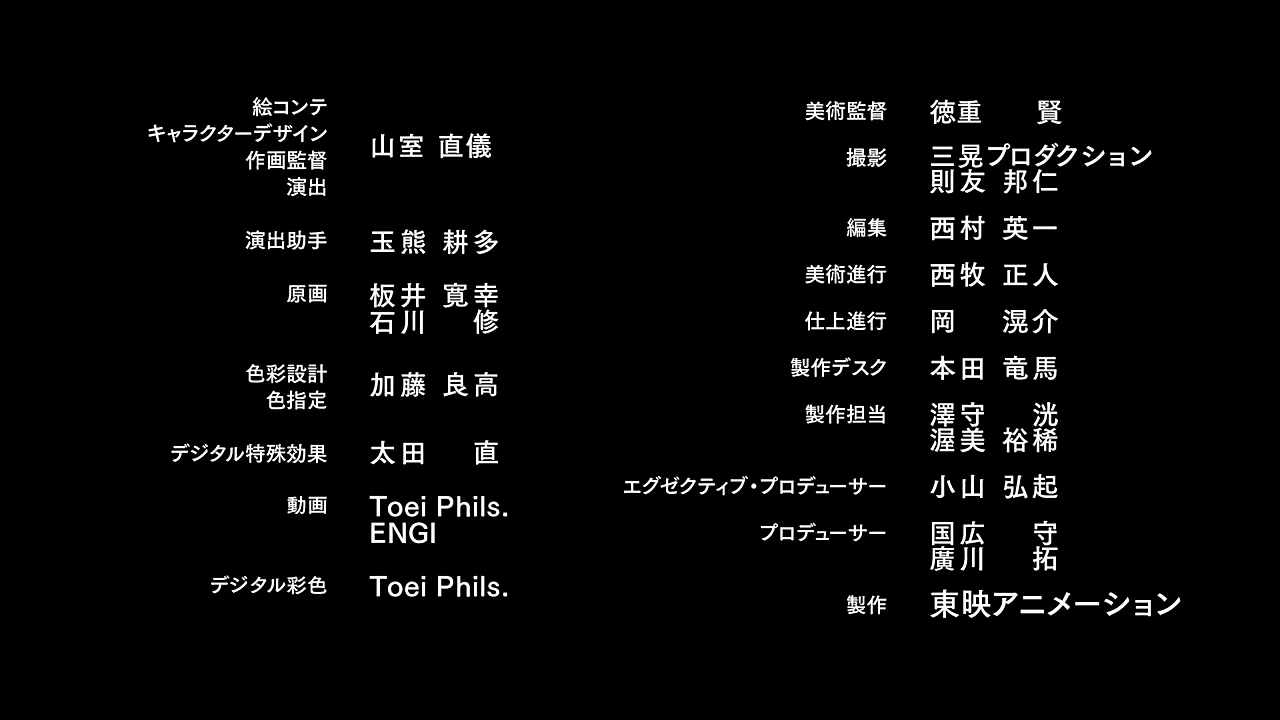 絵コンテ
キャラクターデザイン
作画監督
演出
山室 直儀
演出助手 玉熊 耕多
原画 板井 寛幸
石川 修
色彩設計
色指定
加藤 良高
デジタル特殊効果 太田 直
動画 Toei Phils.
ENGI
デジタル彩色 Toei Phils.
美術監督 徳重 賢
撮影 三晃プロダクション
則友 邦仁
編集 西村 英一
美術進行 西牧 正人
仕上進行 岡 滉介
製作デスク 本田 竜馬
製作担当 澤守 洸
渥美 裕稀
エグゼクティブ・プロデューサー 小山 弘起
プロデューサー 国広 守
廣川 拓
製作 東映アニメーション